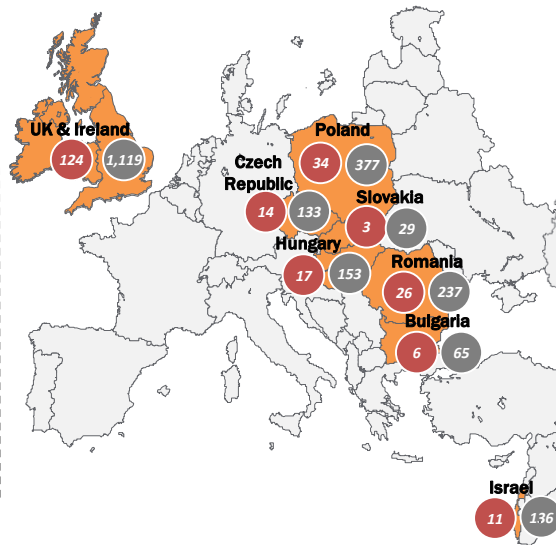 UK & Ireland
124 1,119
Poland
34 377
Czech
Republic
14 133
Slovakia
3 29
Hungary
17 153
Romania
26 237
Bulgaria
6 65
Israel
11 136